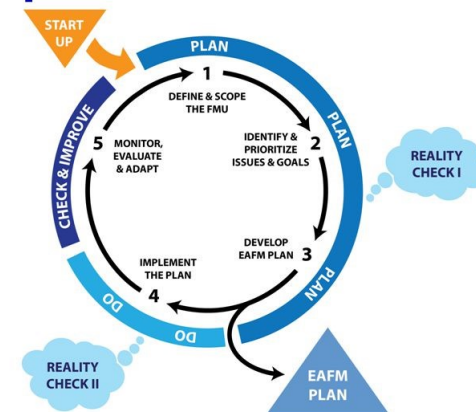 START
UP
PLAN
1
DEFINE & SCOPE
THE FMU
PLAN
2
IDENTIFY &
PRIORITIZE
ISSUES & GOALS
REALITY
CHECK I
3
DEVELOP
EAFM PLAN
PLAN
4
IMPLEMENT
THE PLAN
DO
DO
REALITY
CHECK II
EAFM
PLAN
5
MONITOR,
EVALUATE
& ADAPT
CHECK & IMPROVE